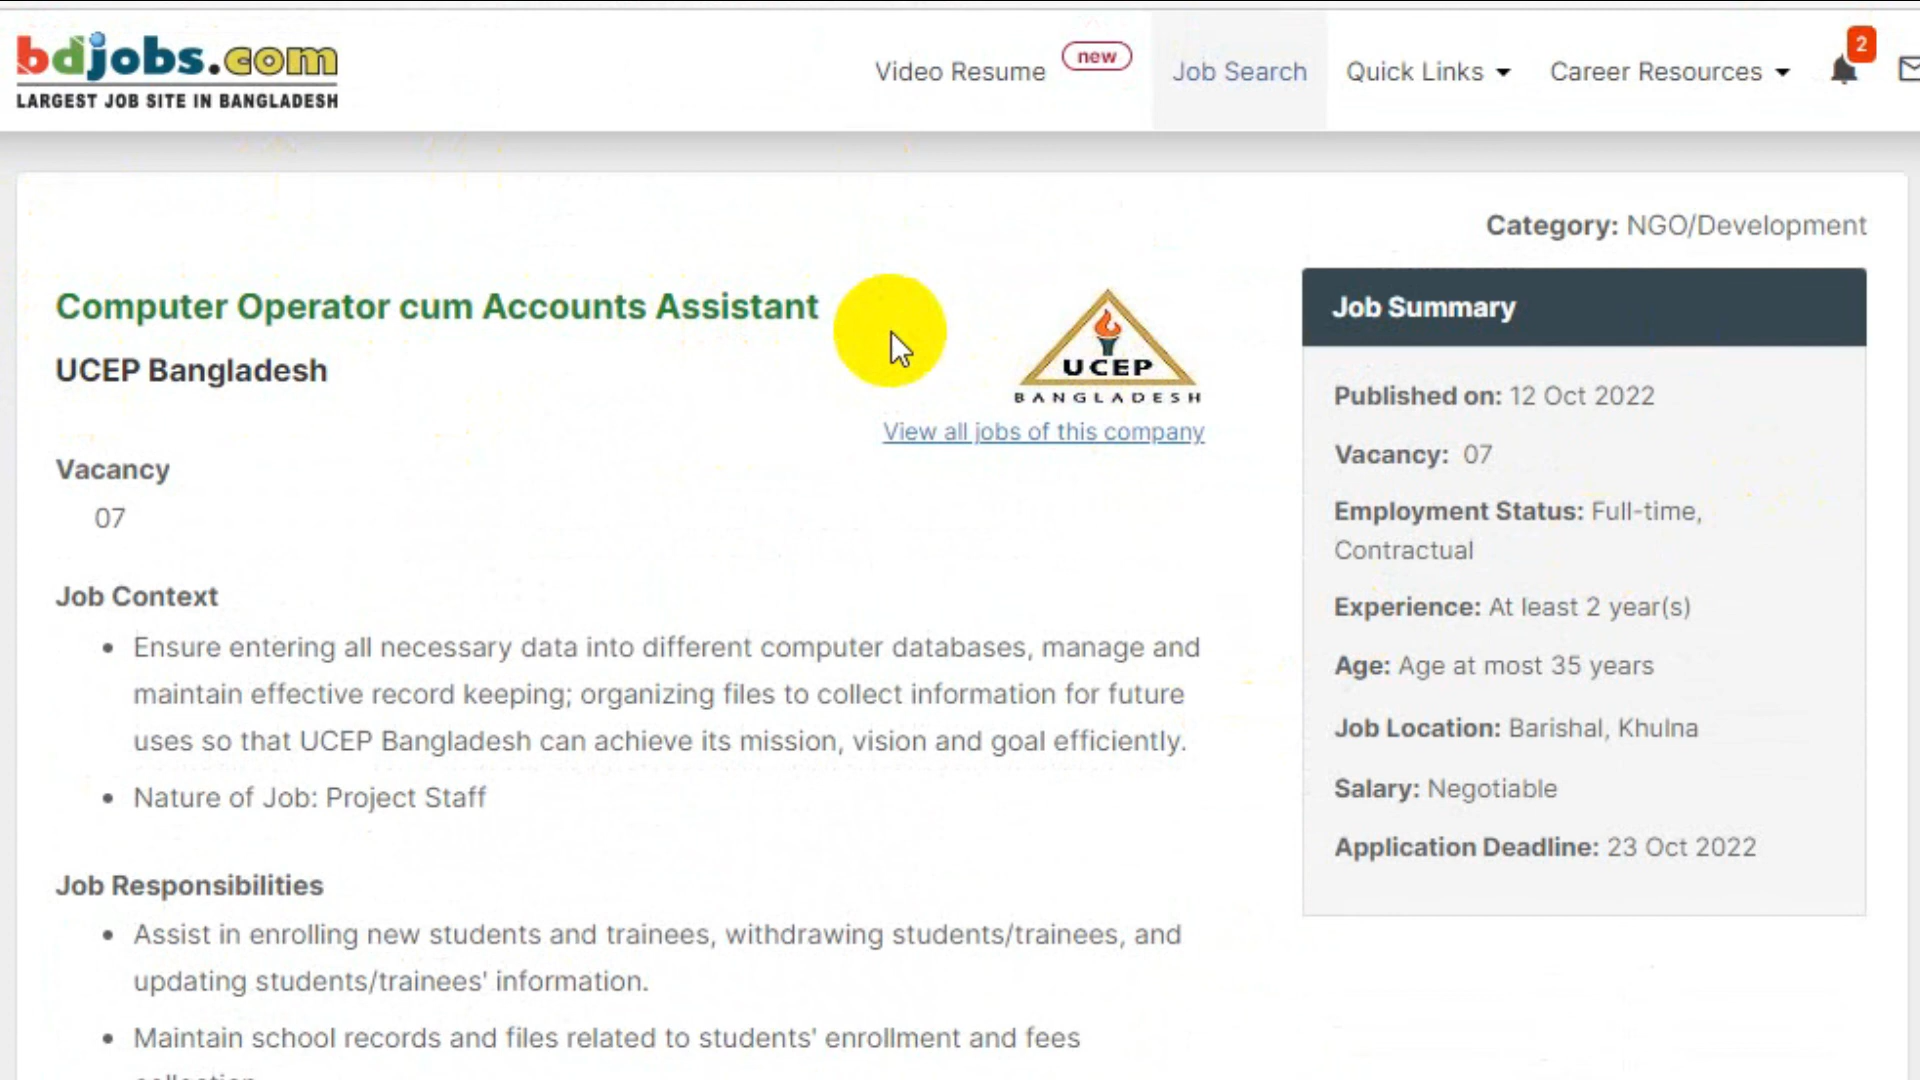 bdjobs.com
LARGEST JOB SITE IN BANGLADESH
Video Resume new Job Search Quick Links Career Resources 2
Category: NGO/Development
Computer Operator cum Accounts Assistant
UCEP Bangladesh
UCEP
BANGLADESH
View all jobs of this company
Vacancy
07
Job Context
• Ensure entering all necessary data into different computer databases, manage and
maintain effective record keeping; organizing files to collect information for future
uses so that UCEP Bangladesh can achieve its mission, vision and goal efficiently.
• Nature of Job: Project Staff
Job Responsibilities
• Assist in enrolling new students and trainees, withdrawing students/trainees, and
updating students/trainees' information.
• Maintain school records and files related to students' enrollment and fees
Job Summary
Published on: 12 Oct 2022
Vacancy: 07
Employment Status: Full-time,
Contractual
Experience: At least 2 year(s)
Age: Age at most 35 years
Job Location: Barishal, Khulna
Salary: Negotiable
Application Deadline: 23 Oct 2022